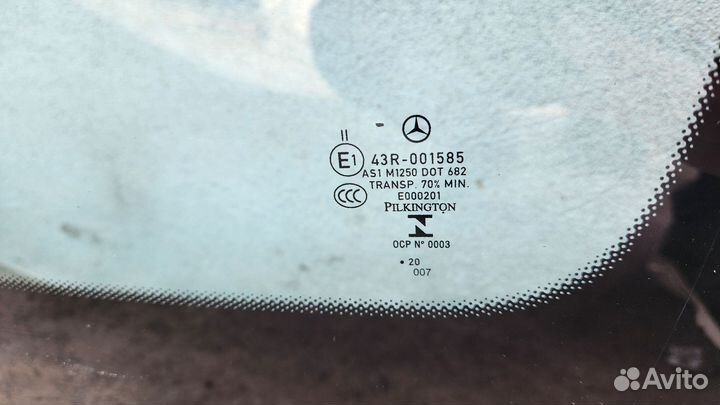 II
E1 43R-001585
AS1 M1250 DOT 682
TRANSP. 70% MIN.
CCC E000201
PILKINGTON
N
OCP N° 0003
• 20
007
Avito